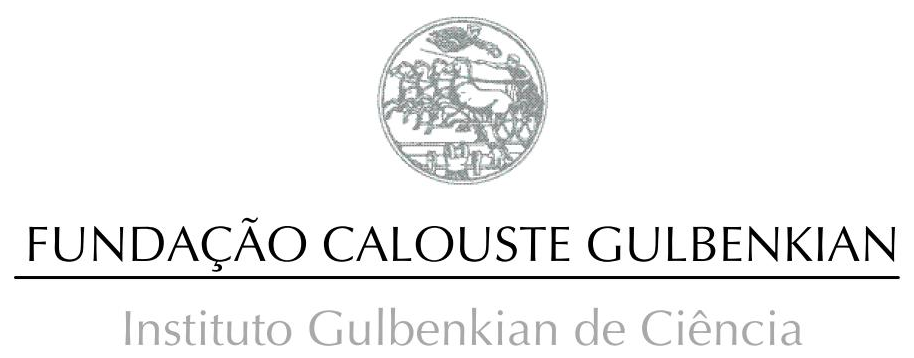 FUNDAÇÃO CALOUSTE GULBENKIAN
Instituto Gulbenkian de Ciência